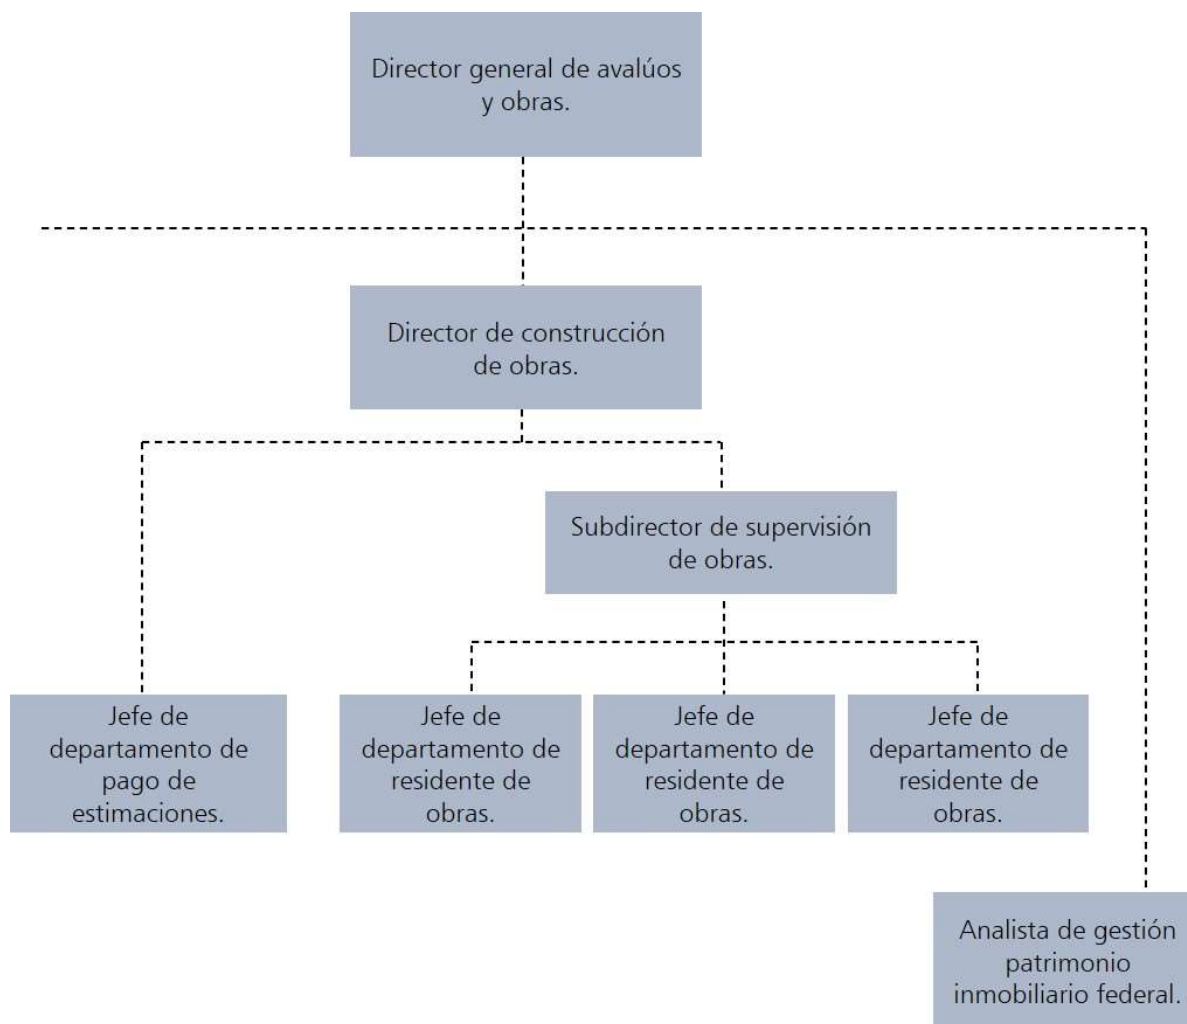 Director general de avalúos
y obras.
Director de construcción
de obras.
Subdirector de supervisión
de obras.
Jefe de
departamento de
pago de
estimaciones.
Jefe de
departamento de
residente de
obras.
Jefe de
departamento de
residente de
obras.
Jefe de
departamento de
residente de
obras.
Analista de gestión
patrimonio
inmobiliario federal.